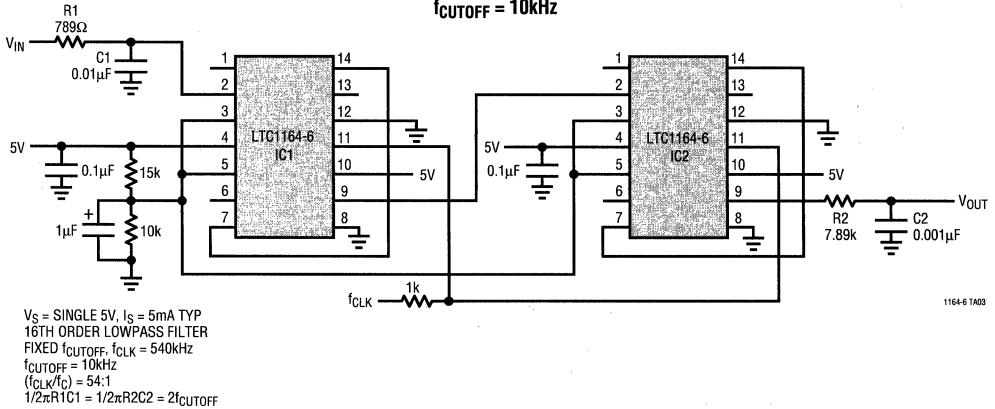 fCUTOFF = 10kHz
R1
789Ω
VIN
C1
0.01µF
5V
0.1µF
15k
1µF
+
10k
1
2
3
4
5
6
7
LTC1164-6
IC1
14
13
12
11
10
9
8
5V
fCLK
1k
5V
0.1µF
1
2
3
4
5
6
7
LTC1164-6
IC2
14
13
12
11
10
9
8
5V
R2
7.89k
C2
0.001µF
VOUT
1164-6 TA03
VS = SINGLE 5V, IS = 5mA TYP
16TH ORDER LOWPASS FILTER
FIXED fCUTOFF, fCLK = 540kHz
fCUTOFF = 10kHz
(fCLK/fC) = 54:1
1/2πR1C1 = 1/2πR2C2 = 2fCUTOFF